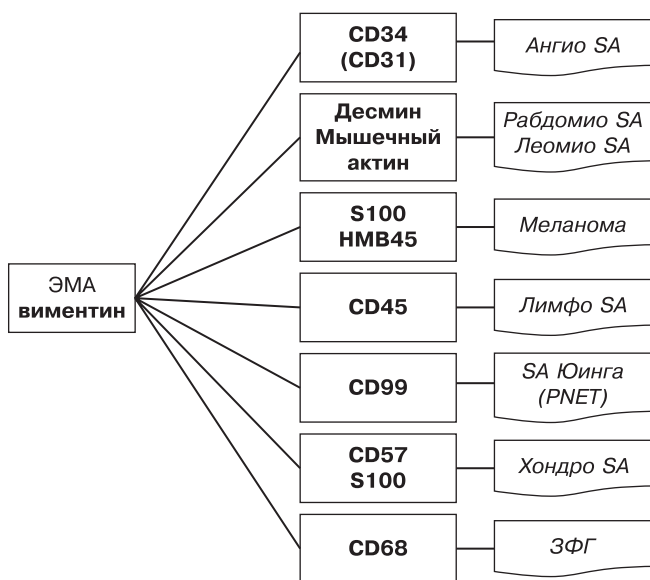 CD34
(CD31)
Ангио SA
Десмин
Мышечный
актин
Рабдомио SA
Леомио SA
S100
HMB45
Меланома
ЭМА
виментин
CD45
Лимфо SA
CD99
SA Юинга
(PNET)
CD57
S100
Хондро SA
CD68
ЗФГ